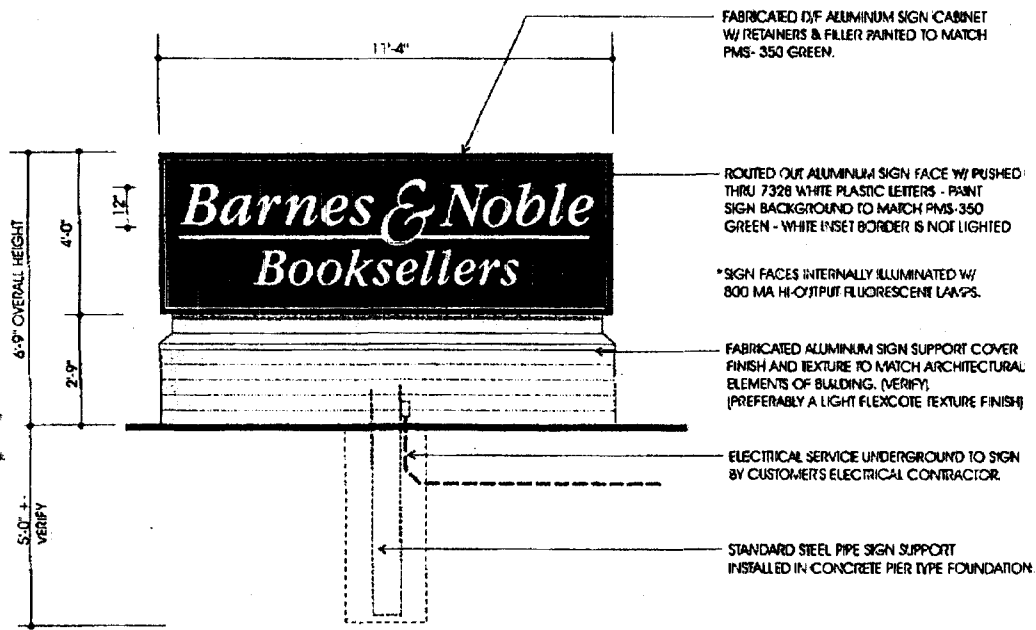 FABRICATED D/F ALUMINUM SIGN CABINET
W/ RETAINERS & FILLER PAINTED TO MATCH
PMS- 350 GREEN.
11'-4"
ROUTED OUT ALUMINUM SIGN FACE W/ PUSHED
THRU 7328 WHITE PLASTIC LETTERS - PAINT
SIGN BACKGROUND TO MATCH PMS-350
GREEN - WHITE INSET BORDER IS NOT LIGHTED
Barnes & Noble
Booksellers
12"
4'-0"
6'-9" OVERALL HEIGHT
2'-9"
*SIGN FACES INTERNALLY ILLUMINATED W/
800 MA HI-OUTPUT FLUORESCENT LAMPS.
FABRICATED ALUMINUM SIGN SUPPORT COVER
FINISH AND TEXTURE TO MATCH ARCHITECTURAL
ELEMENTS OF BUILDING. (VERIFY)
(PREFERABLY A LIGHT FLEXCOTE TEXTURE FINISH)
ELECTRICAL SERVICE UNDERGROUND TO SIGN
BY CUSTOMER'S ELECTRICAL CONTRACTOR.
5'-0" +-
VERIFY
STANDARD STEEL PIPE SIGN SUPPORT
INSTALLED IN CONCRETE PIER TYPE FOUNDATION.